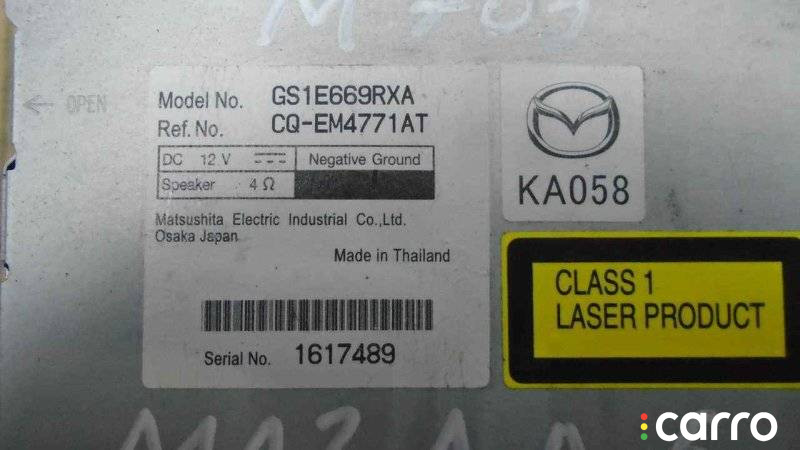 M 703
← OPEN
Model No. GS1E669RXA
Ref. No. CQ-EM4771AT
DC 12 V
Negative Ground
Speaker 4 Ω
Matsushita Electric Industrial Co.,Ltd.
Osaka Japan
Made in Thailand
Serial No. 1617489
KA058
CLASS 1
LASER PRODUCT
carro